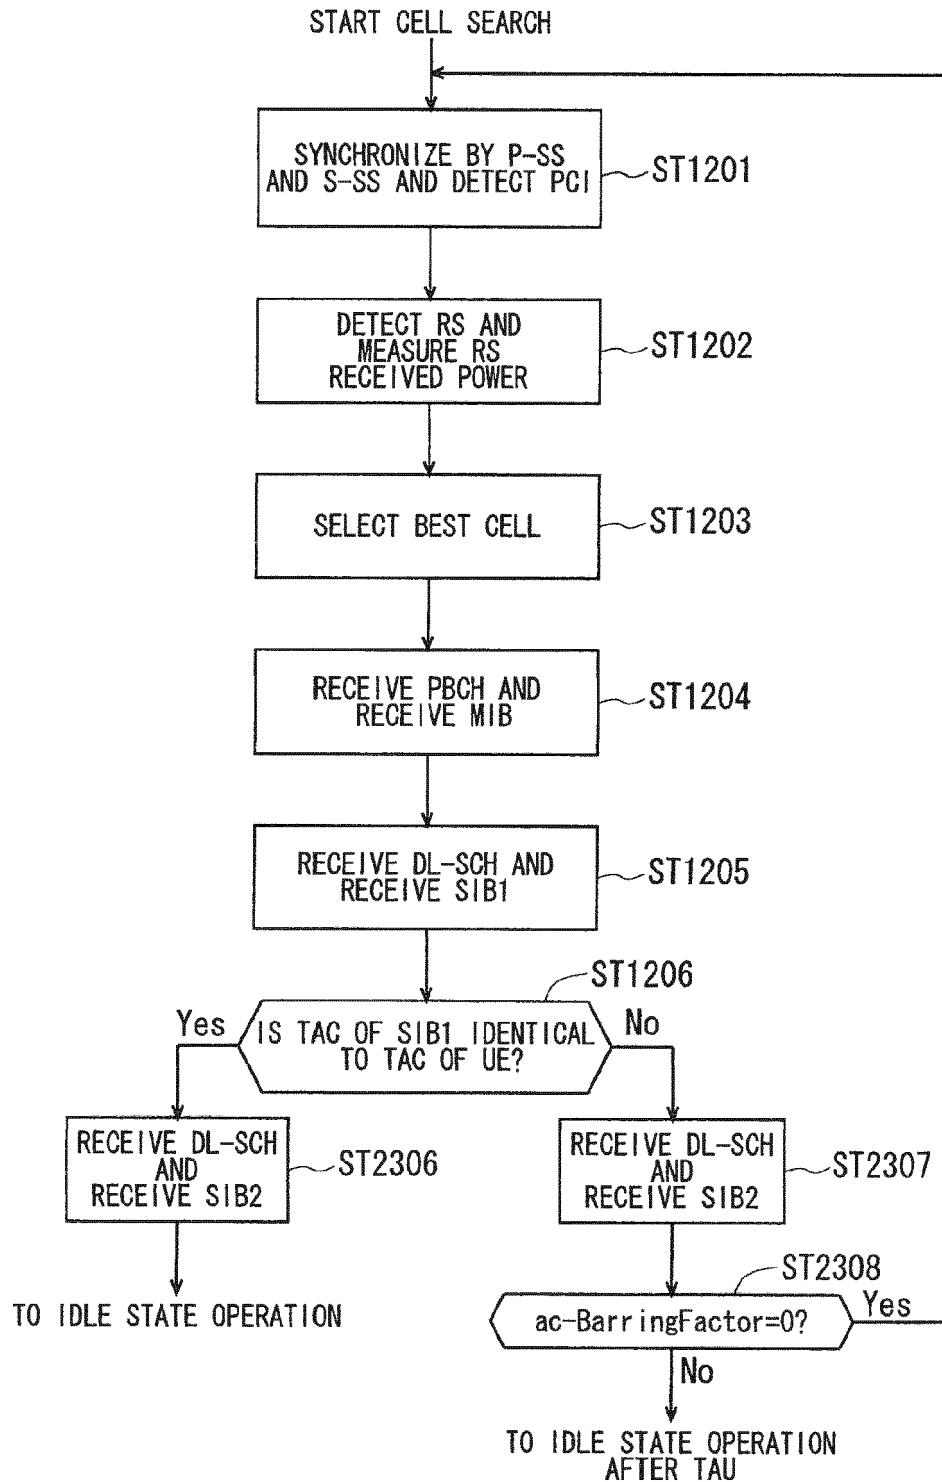 START CELL SEARCH
SYNCHRONIZE BY P-SS
AND S-SS AND DETECT PCI
ST1201
DETECT RS AND
MEASURE RS
RECEIVED POWER
ST1202
SELECT BEST CELL
ST1203
RECEIVE PBCH AND
RECEIVE MIB
ST1204
RECEIVE DL-SCH AND
RECEIVE SIB1
ST1205
ST1206
Yes
IS TAC OF SIB1 IDENTICAL
TO TAC OF UE?
No
RECEIVE DL-SCH
AND
RECEIVE SIB2
ST2306
RECEIVE DL-SCH
AND
RECEIVE SIB2
ST2307
TO IDLE STATE OPERATION
ST2308
ac-BarringFactor=0?
Yes
No
TO IDLE STATE OPERATION
AFTER TAU